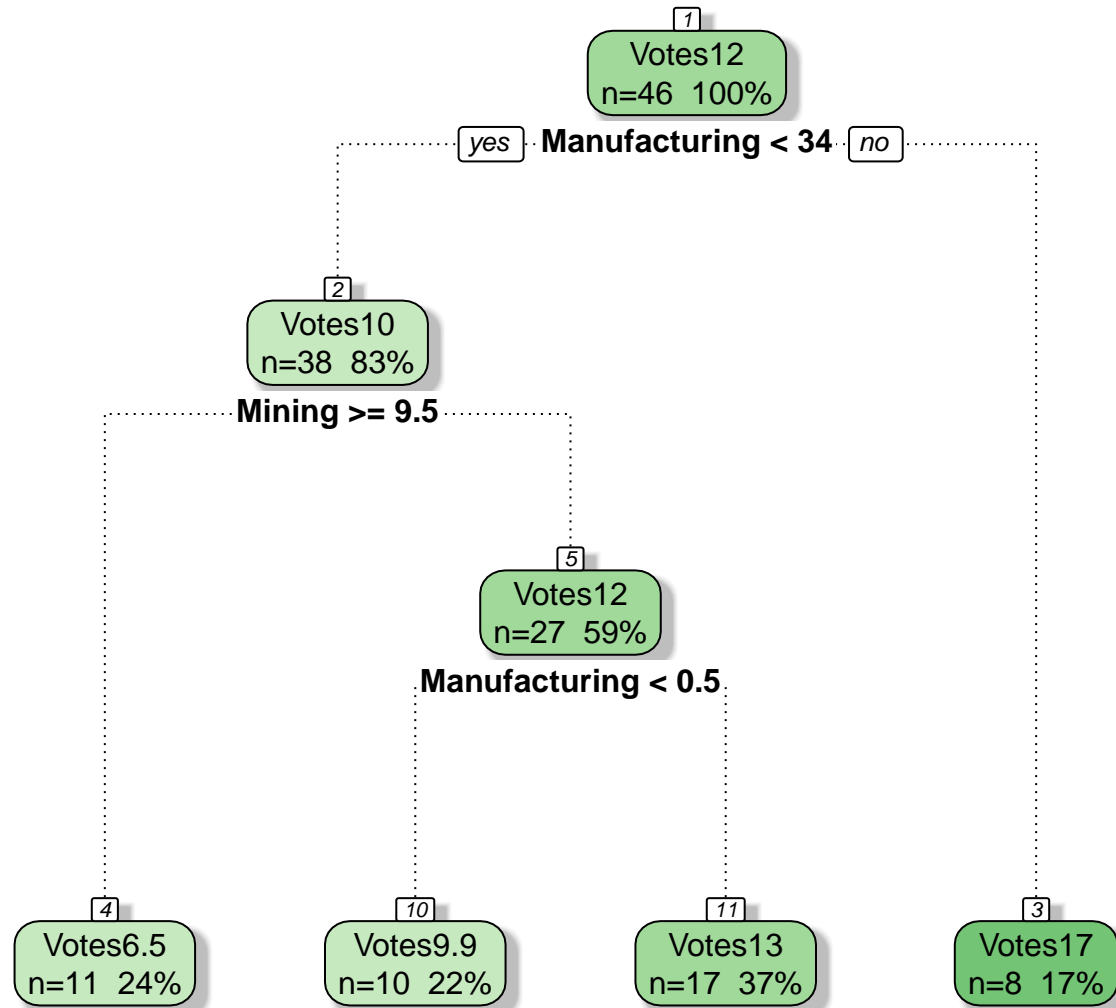 1
Votes12
n=46 100%
yes Manufacturing < 34 no
2
Votes10
n=38 83%
Mining >= 9.5
5
Votes12
n=27 59%
Manufacturing < 0.5
4
Votes6.5
n=11 24%
10
Votes9.9
n=10 22%
11
Votes13
n=17 37%
3
Votes17
n=8 17%